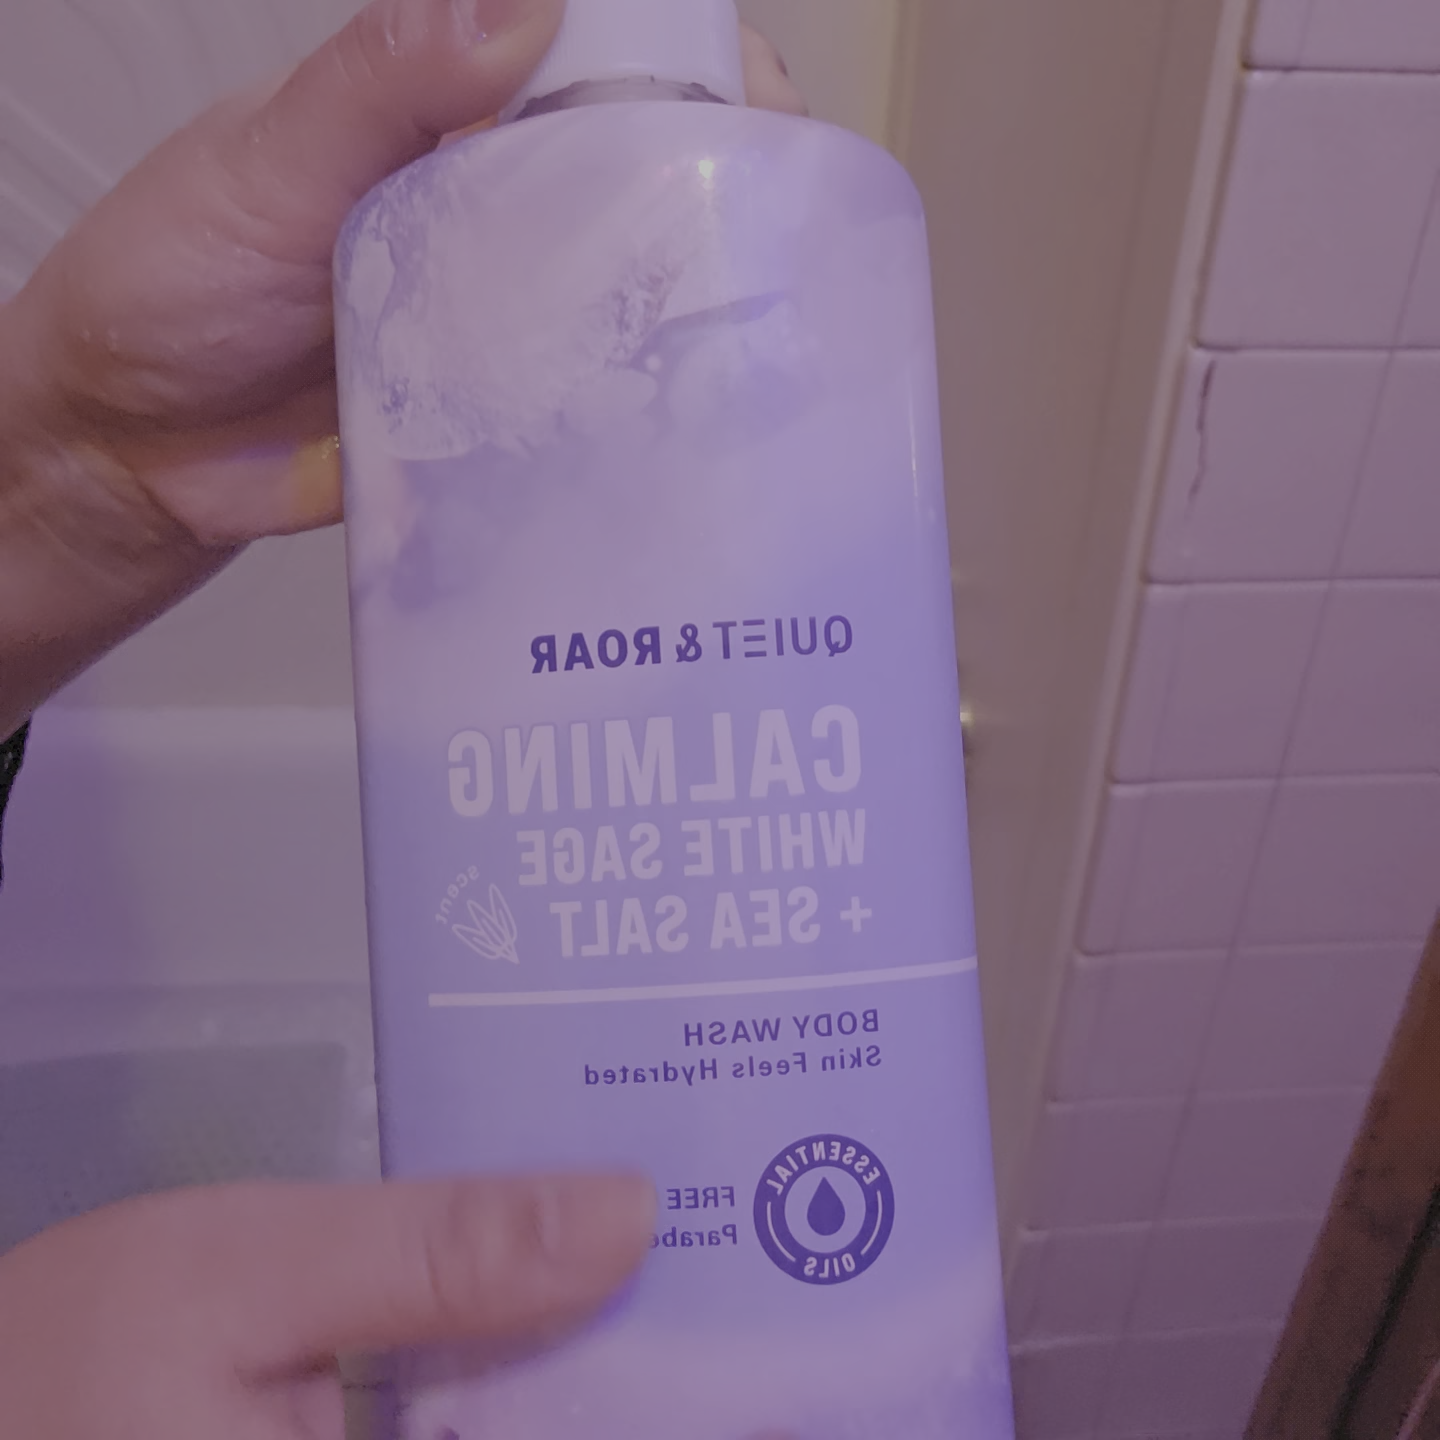 QUIET & ROAR
CALMING
WHITE SAGE
+ SEA SALT
scent
BODY WASH
Skin Feels Hydrated
ESSENTIAL
OILS
FREE